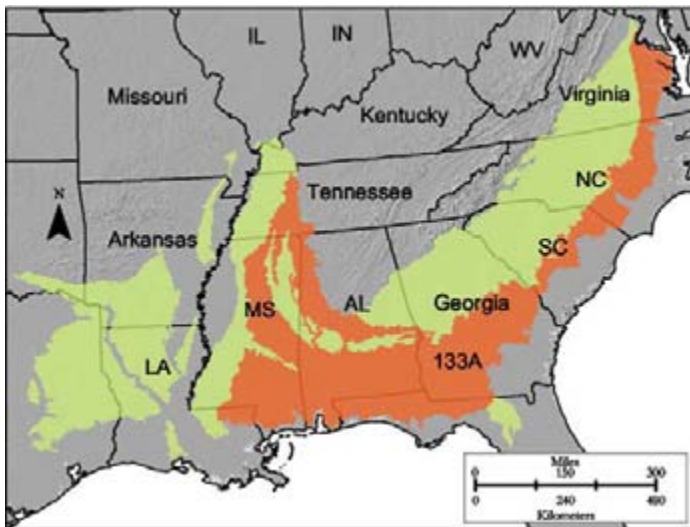 IL
IN
WV
Missouri
Virginia
Kentucky
NC
N
Tennessee
Arkansas
SC
MS
AL
Georgia
LA
133A
Miles
0 150 300
0 240 490
Kilometers